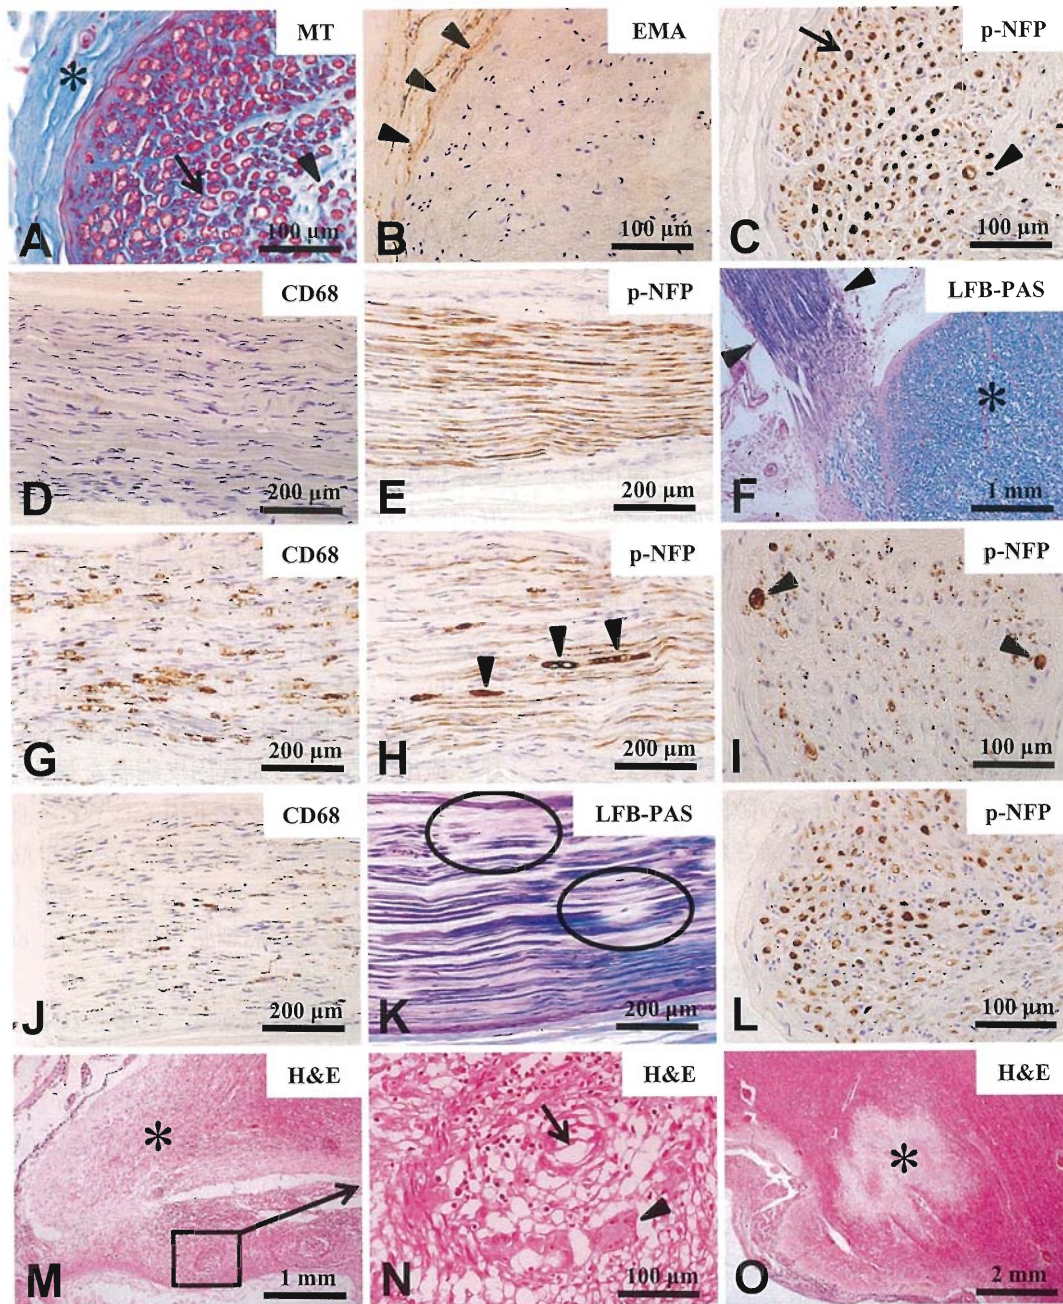 MT
A
100 µm
EMA
B
100 µm
p-NFP
C
100 µm
CD68
D
200 µm
p-NFP
E
200 µm
LFB-PAS
F
1 mm
CD68
G
200 µm
p-NFP
H
200 µm
p-NFP
I
100 µm
CD68
J
200 µm
LFB-PAS
K
200 µm
p-NFP
L
100 µm
H&E
M
1 mm
H&E
N
100 µm
H&E
O
2 mm